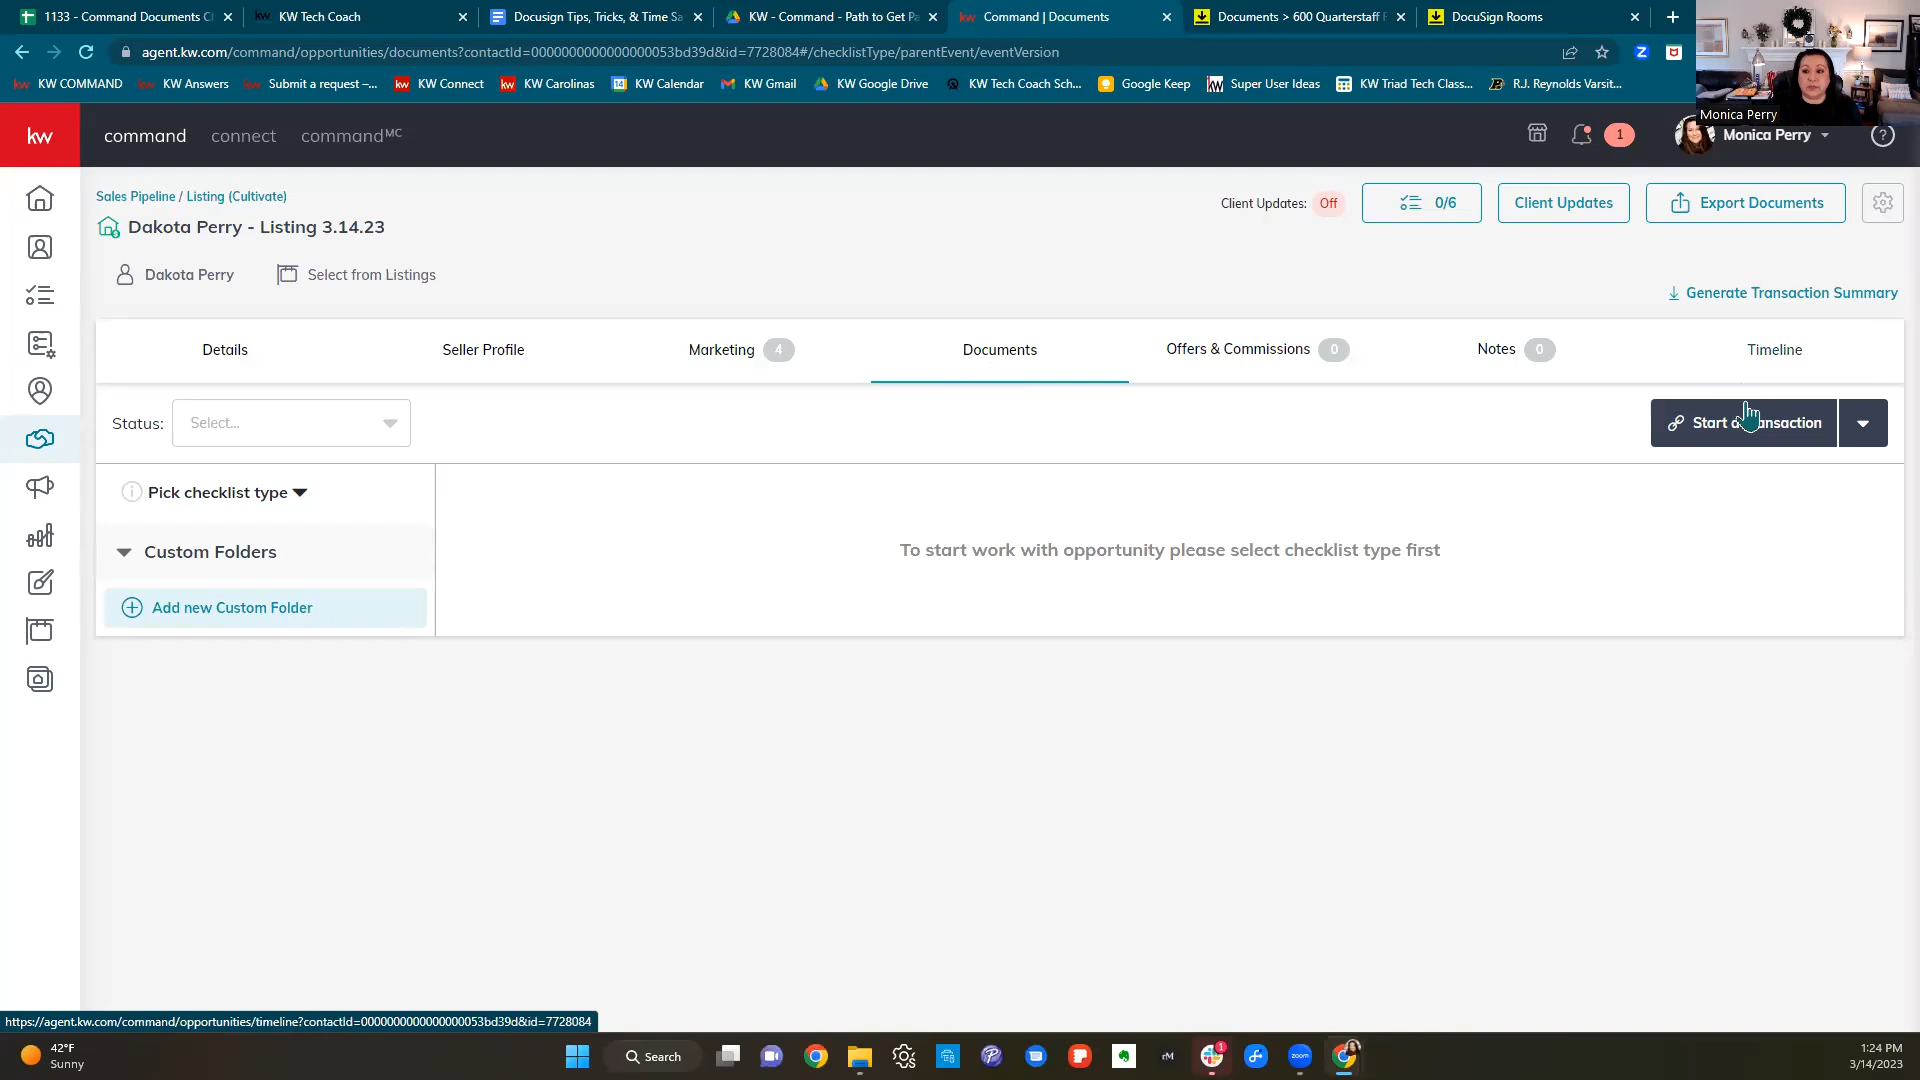 1133 - Command Documents Cl
KW Tech Coach
Docusign Tips, Tricks, & Time Sa
KW - Command - Path to Get Pa
Command | Documents
Documents > 600 Quarterstaff R
DocuSign Rooms
agent.kw.com/command/opportunities/documents?contactId=0000000000000000053bd39d&id=7728084#/checklistType/parentEvent/eventVersion
KW COMMAND
KW Answers
Submit a request –...
KW Connect
KW Carolinas
KW Calendar
KW Gmail
KW Google Drive
KW Tech Coach Sch...
Google Keep
Super User Ideas
KW Triad Tech Class...
R.J. Reynolds Varsit...
Monica Perry
kw
command
connect
commandMC
1
Monica Perry
Sales Pipeline / Listing (Cultivate)
Dakota Perry - Listing 3.14.23
Client Updates: Off
0/6
Client Updates
Export Documents
Dakota Perry
Select from Listings
Generate Transaction Summary
Details
Seller Profile
Marketing 4
Documents
Offers & Commissions 0
Notes 0
Timeline
Status: Select...
Start a Transaction
Pick checklist type
Custom Folders
Add new Custom Folder
To start work with opportunity please select checklist type first
https://agent.kw.com/command/opportunities/timeline?contactId=0000000000000000053bd39d&id=7728084
42°F
Sunny
Search
1:24 PM
3/14/2023